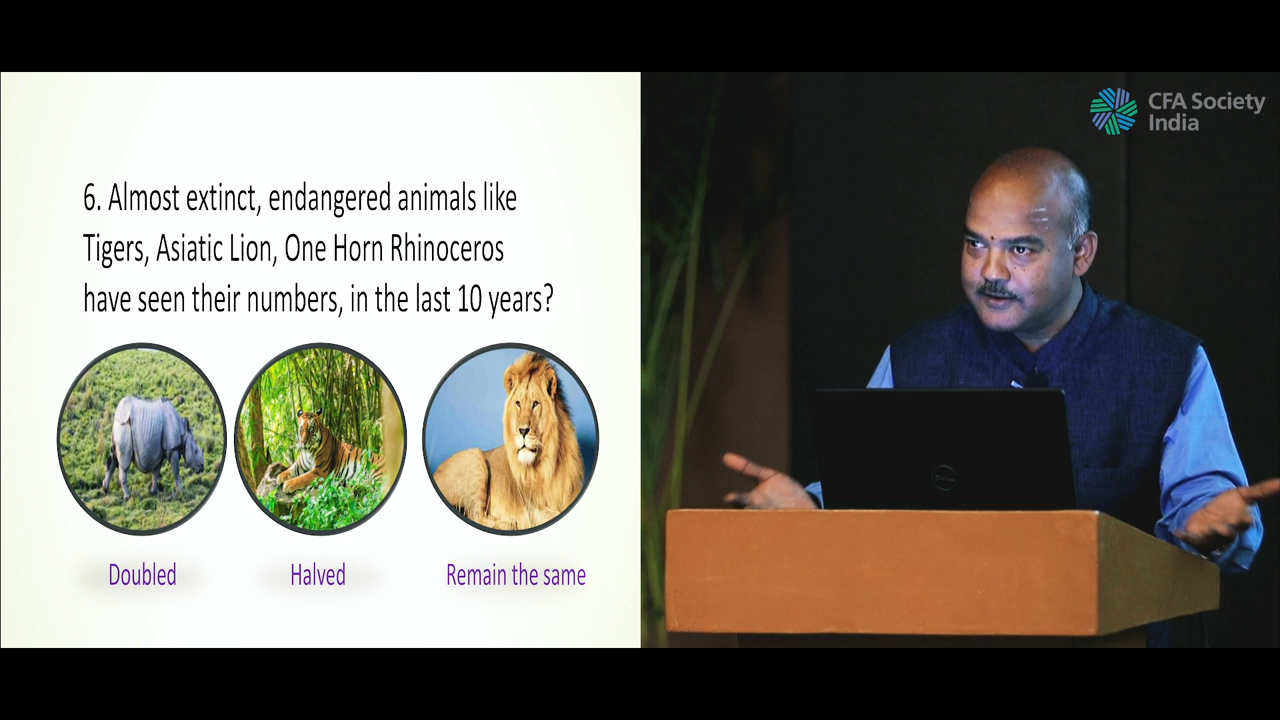 6. Almost extinct, endangered animals like
Tigers, Asiatic Lion, One Horn Rhinoceros
have seen their numbers, in the last 10 years?
Doubled
Halved
Remain the same
CFA Society
India